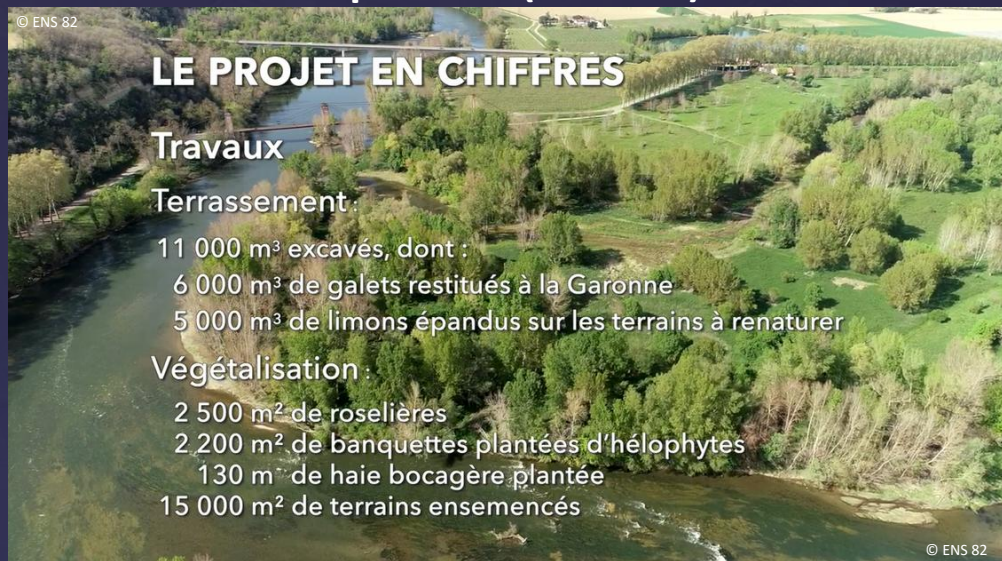 © ENS 82
LE PROJET EN CHIFFRES
Travaux
Terrassement :
11 000 m³ excavés, dont :
6 000 m³ de galets restitués à la Garonne
5 000 m³ de limons épandus sur les terrains à renaturer
Végétalisation :
2 500 m² de roselières
2 200 m² de banquettes plantées d’hélophytes
130 m de haie bocagère plantée
15 000 m² de terrains ensemencés
© ENS 82